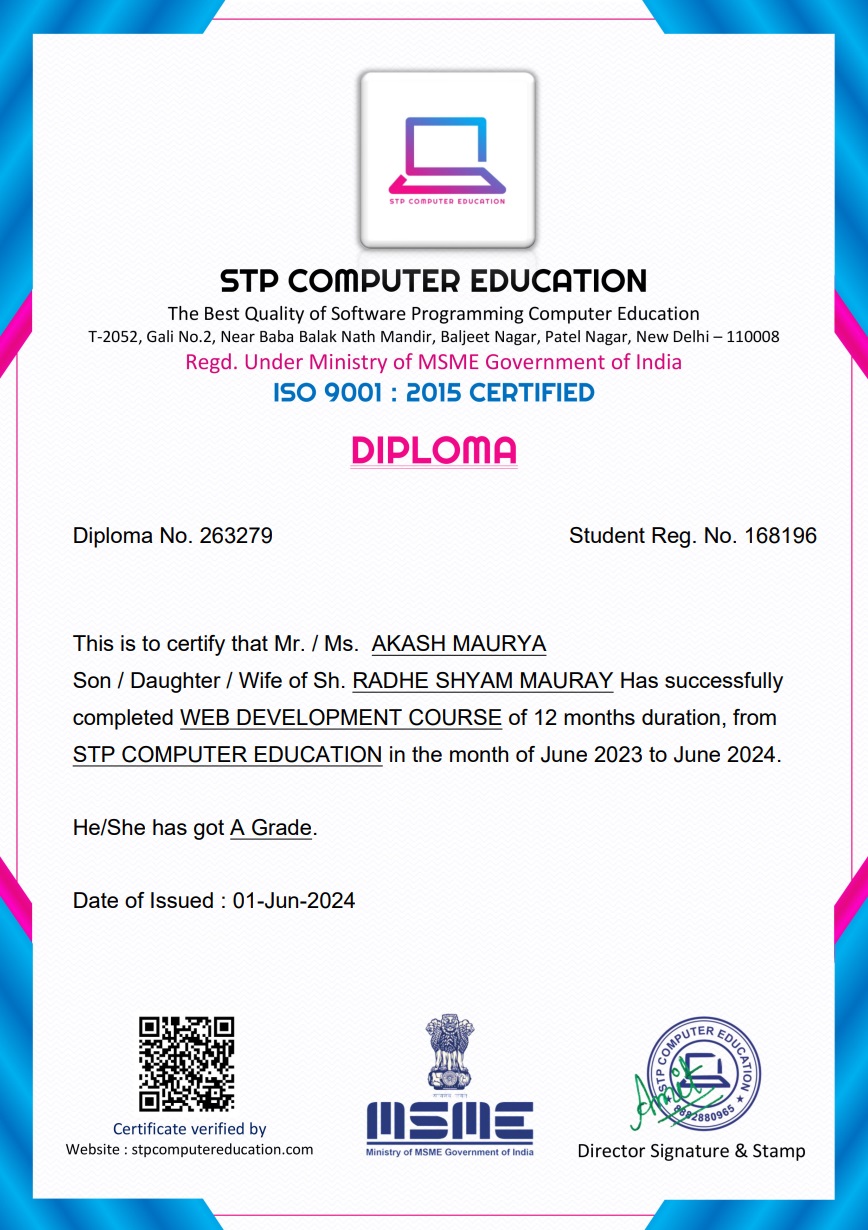 STP COMPUTER EDUCATION
STP COMPUTER EDUCATION
The Best Quality of Software Programming Computer Education
T-2052, Gali No.2, Near Baba Balak Nath Mandir, Baljeet Nagar, Patel Nagar, New Delhi – 110008
Regd. Under Ministry of MSME Government of India
ISO 9001 : 2015 CERTIFIED
DIPLOMA
Diploma No. 263279 Student Reg. No. 168196
This is to certify that Mr. / Ms. AKASH MAURYA
Son / Daughter / Wife of Sh. RADHE SHYAM MAURAY Has successfully
completed WEB DEVELOPMENT COURSE of 12 months duration, from
STP COMPUTER EDUCATION in the month of June 2023 to June 2024.
He/She has got A Grade.
Date of Issued : 01-Jun-2024
सत्यमेव जयते
MSME
Ministry of MSME Government of India
STP COMPUTER EDUCATION
8882880965
Amit
Certificate verified by
Website : stpcomputereducation.com
Director Signature & Stamp